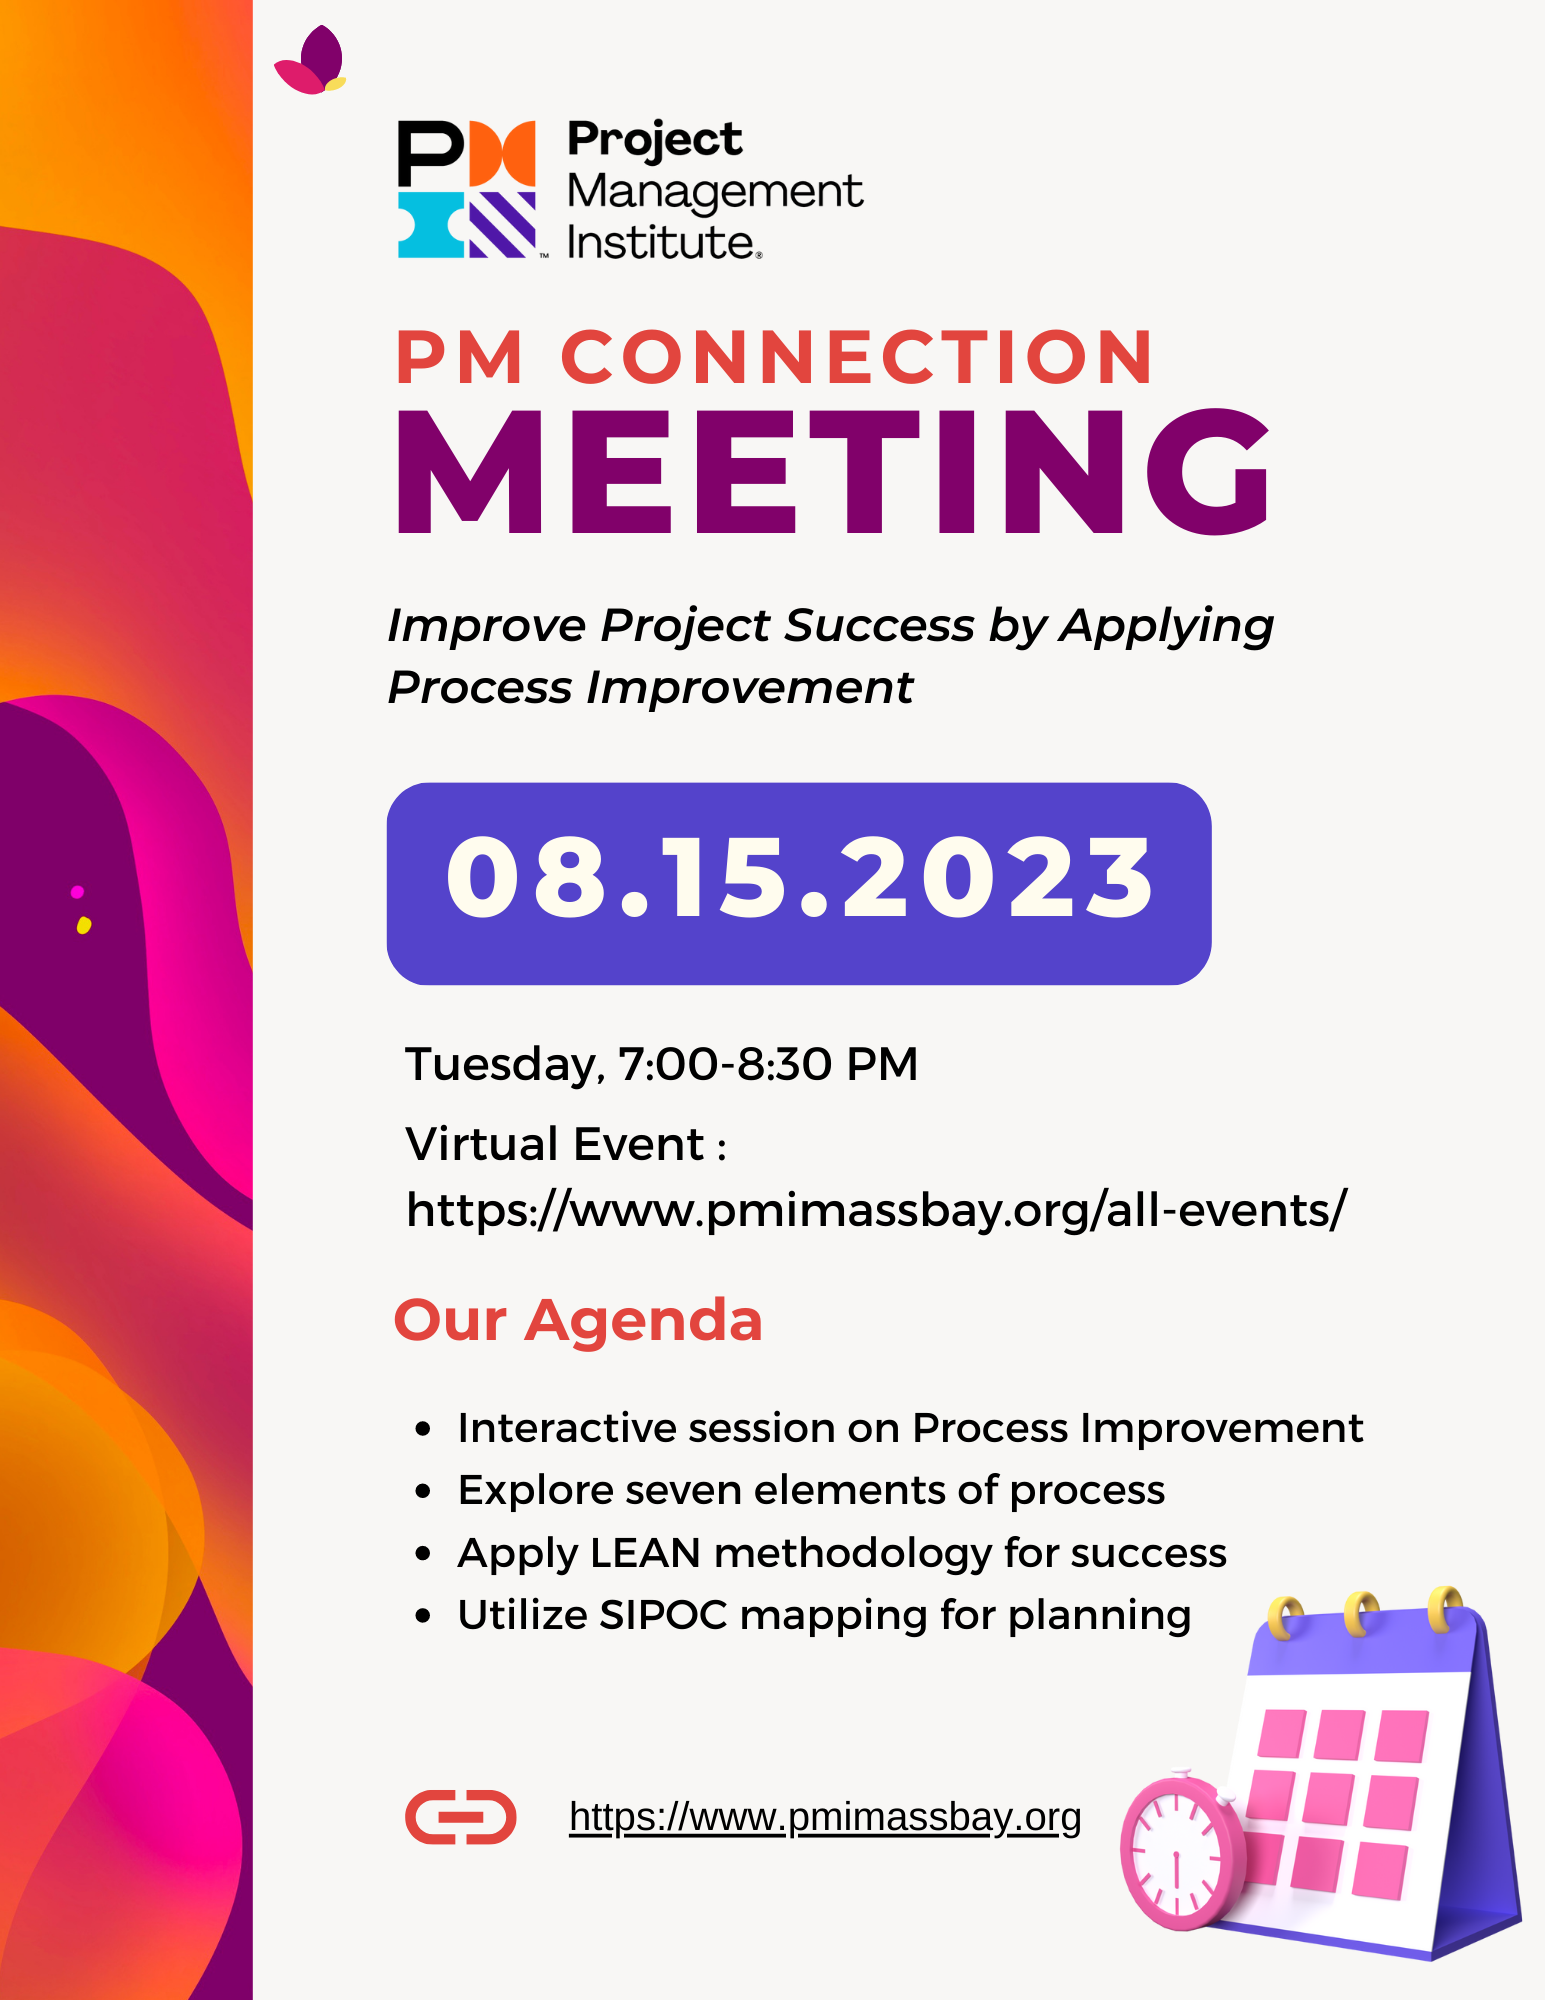 PM
Project
Management
Institute.®
™
PM CONNECTION
MEETING
Improve Project Success by Applying
Process Improvement
08.15.2023
Tuesday, 7:00-8:30 PM
Virtual Event :
https://www.pmimassbay.org/all-events/
Our Agenda
• Interactive session on Process Improvement
• Explore seven elements of process
• Apply LEAN methodology for success
• Utilize SIPOC mapping for planning
https://www.pmimassbay.org